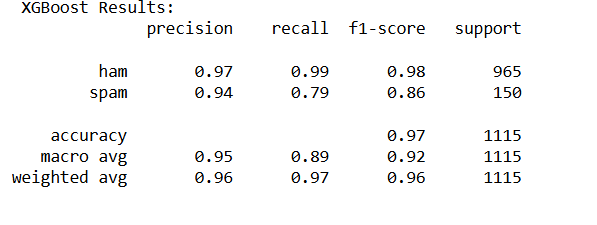 XGBoost Results:
precision recall f1-score support
ham 0.97 0.99 0.98 965
spam 0.94 0.79 0.86 150
accuracy 0.97 1115
macro avg 0.95 0.89 0.92 1115
weighted avg 0.96 0.97 0.96 1115